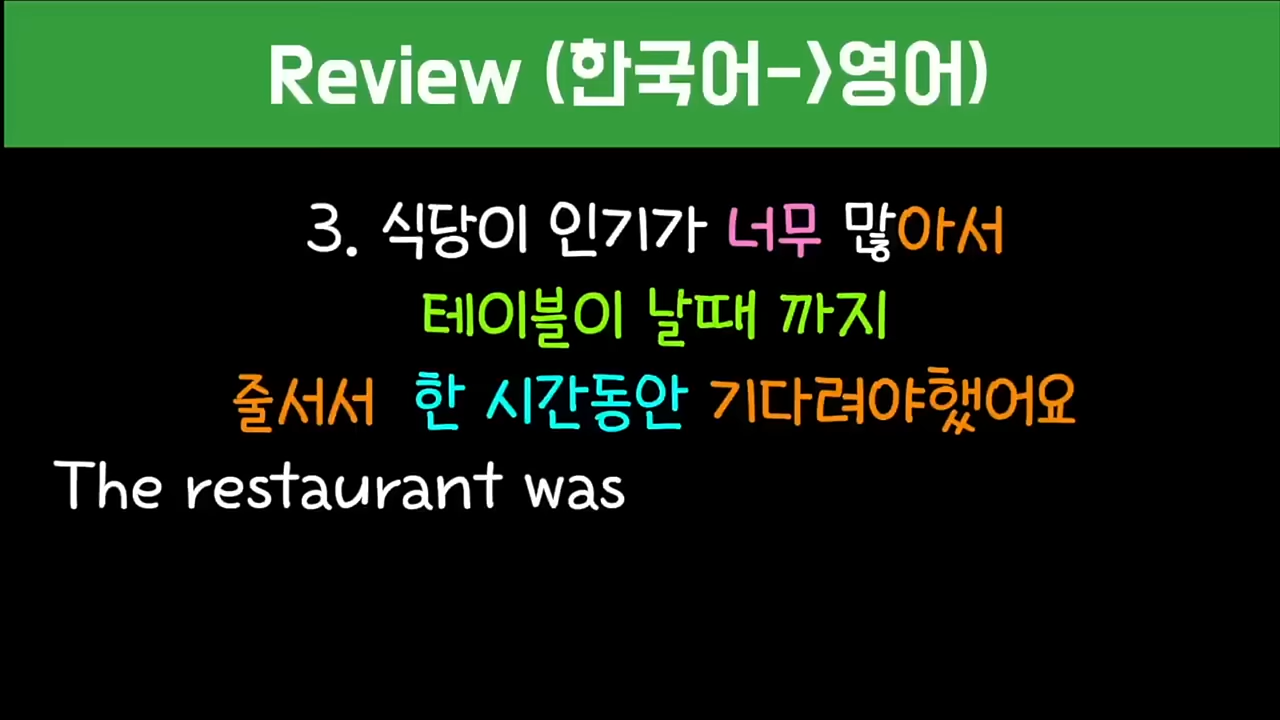 Review (한국어->영어)
3. 식당이 인기가 너무 많아서
테이블이 날때 까지
줄서서 한 시간동안 기다려야했어요
The restaurant was